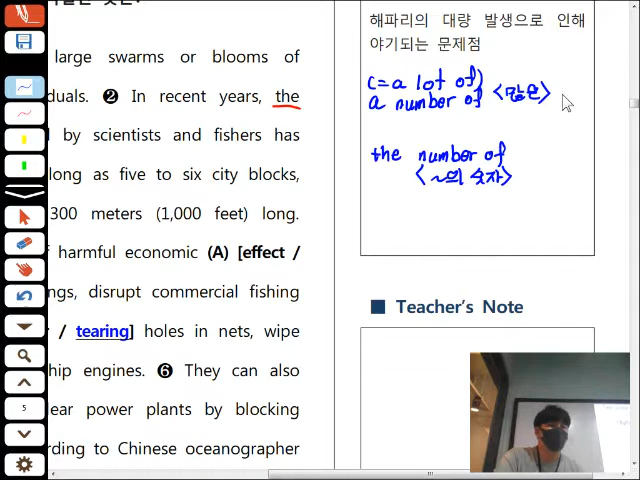 large swarms or blooms of
duals. ❷ In recent years, the
by scientists and fishers has
long as five to six city blocks,
300 meters (1,000 feet) long.
harmful economic (A) [effect /
ngs, disrupt commercial fishing
/ tearing] holes in nets, wipe
hip engines. ❻ They can also
ear power plants by blocking
rding to Chinese oceanographer
5
해파리의 대량 발생으로 인해
야기되는 문제점
(=a lot of)
a number of <많은>
the number of
<~의 숫자>
■ Teacher's Note